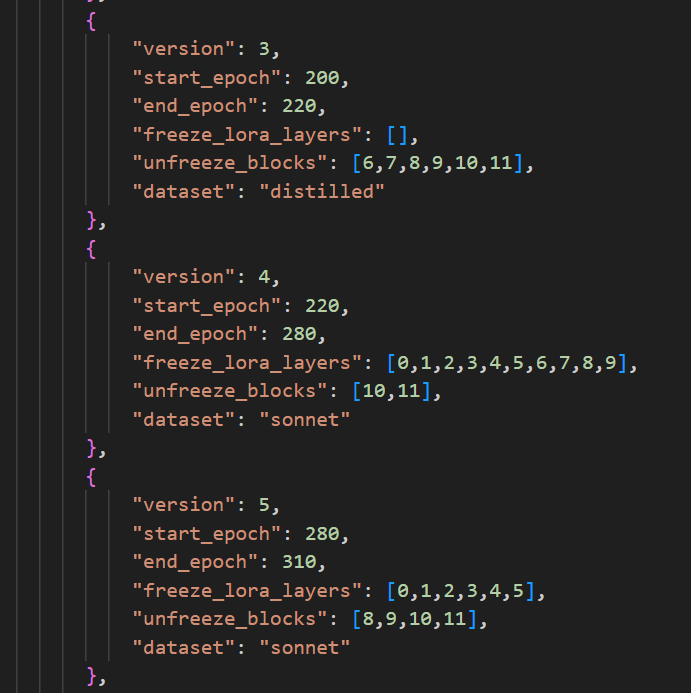 {
"version": 3,
"start_epoch": 200,
"end_epoch": 220,
"freeze_lora_layers": [],
"unfreeze_blocks": [6,7,8,9,10,11],
"dataset": "distilled"
},
{
"version": 4,
"start_epoch": 220,
"end_epoch": 280,
"freeze_lora_layers": [0,1,2,3,4,5,6,7,8,9],
"unfreeze_blocks": [10,11],
"dataset": "sonnet"
},
{
"version": 5,
"start_epoch": 280,
"end_epoch": 310,
"freeze_lora_layers": [0,1,2,3,4,5],
"unfreeze_blocks": [8,9,10,11],
"dataset": "sonnet"
},